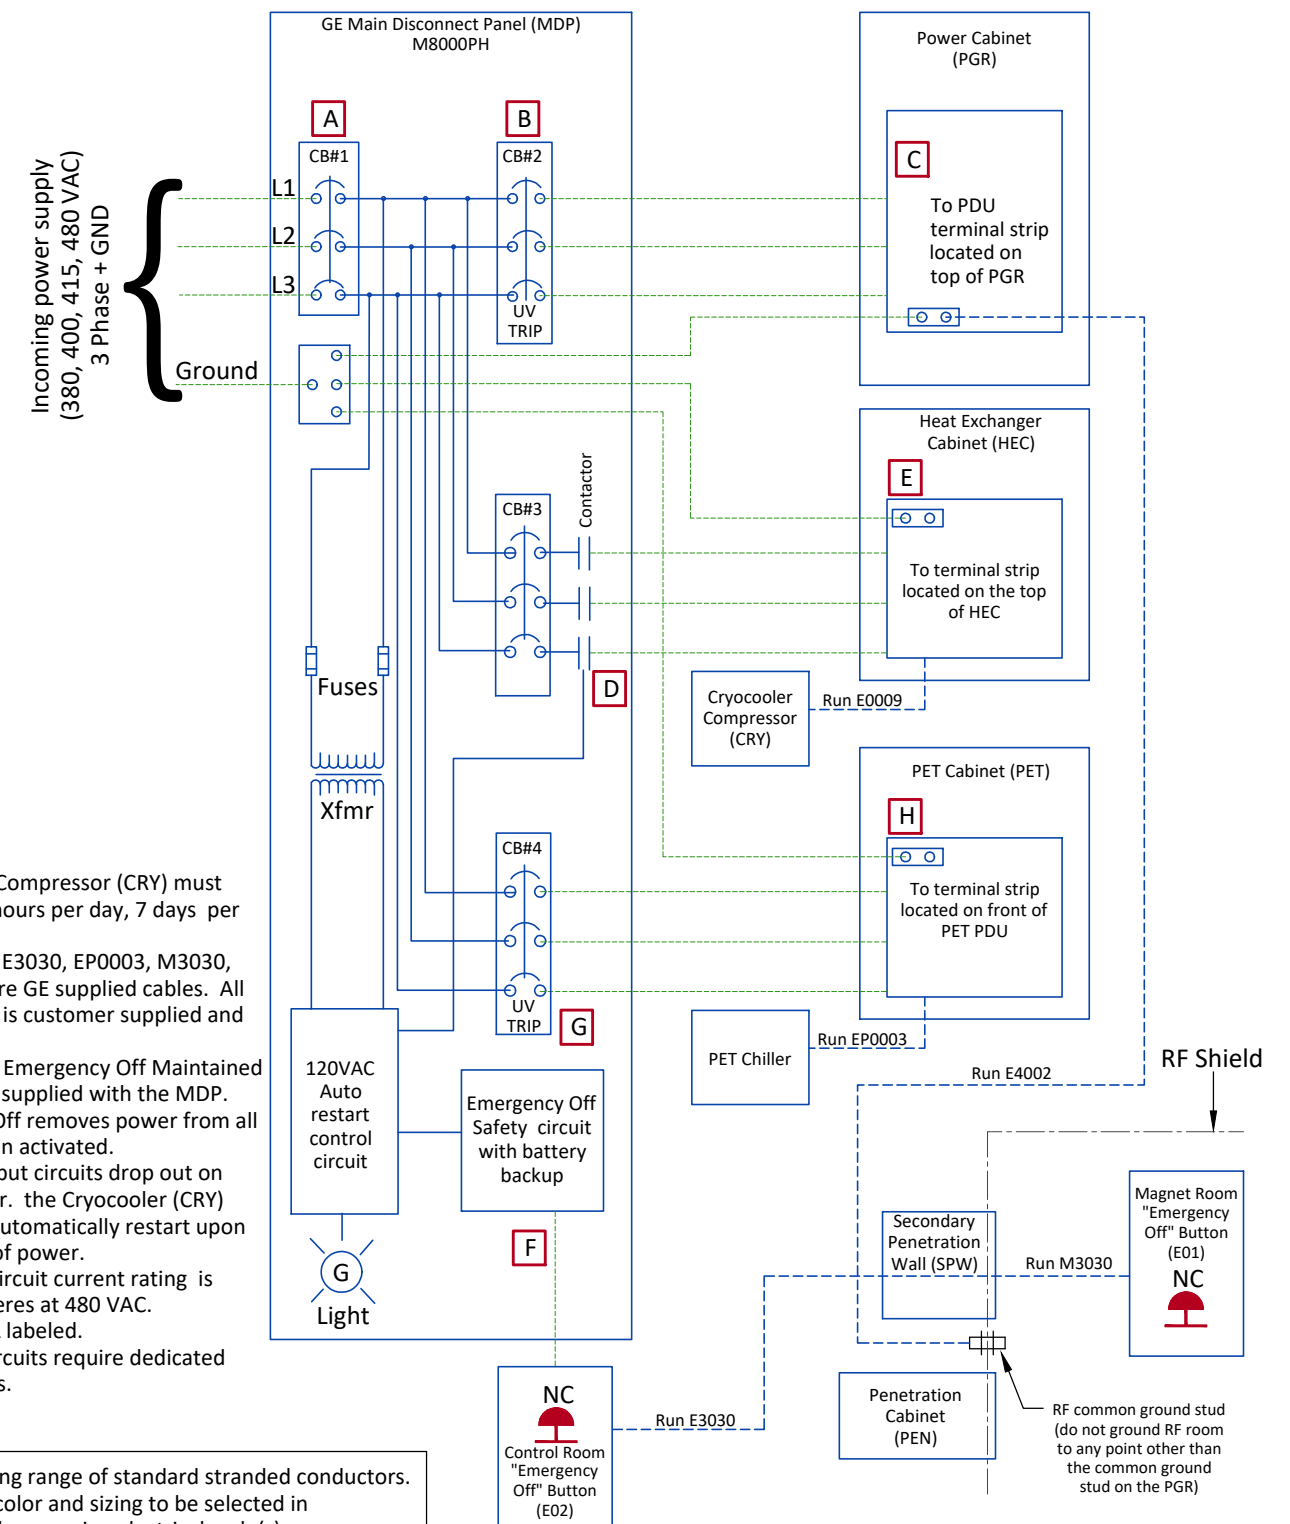 GE Main Disconnect Panel (MDP)
M8000PH
Power Cabinet
(PGR)
A
B
C
CB#1
CB#2
Incoming power supply
(380, 400, 415, 480 VAC)
3 Phase + GND
L1
L2
L3
UV
TRIP
To PDU
terminal strip
located on
top of PGR
Ground
Heat Exchanger
Cabinet (HEC)
E
Contactor
CB#3
To terminal strip
located on the top
of HEC
D
Fuses
Cryocooler
Compressor
(CRY)
Run E0009
Xfmr
PET Cabinet (PET)
H
CB#4
To terminal strip
located on front of
PET PDU
UV
TRIP
G
PET Chiller
Run EP0003
Run E4002
RF Shield
Compressor (CRY) must
hours per day, 7 days per
E3030, EP0003, M3030,
re GE supplied cables. All
is customer supplied and
Emergency Off Maintained
supplied with the MDP.
Off removes power from all
n activated.
put circuits drop out on
r. the Cryocooler (CRY)
automatically restart upon
of power.
ircuit current rating is
eres at 480 VAC.
labeled.
rcuits require dedicated
s.
120VAC
Auto
restart
control
circuit
Emergency Off
Safety circuit
with battery
backup
F
G
Light
Secondary
Penetration
Wall (SPW)
Run M3030
Magnet Room
"Emergency
Off" Button
(E01)
NC
NC
Control Room
"Emergency
Off" Button
(E02)
Run E3030
Penetration
Cabinet
(PEN)
RF common ground stud
(do not ground RF room
to any point other than
the common ground
stud on the PGR)
ng range of standard stranded conductors.
color and sizing to be selected in